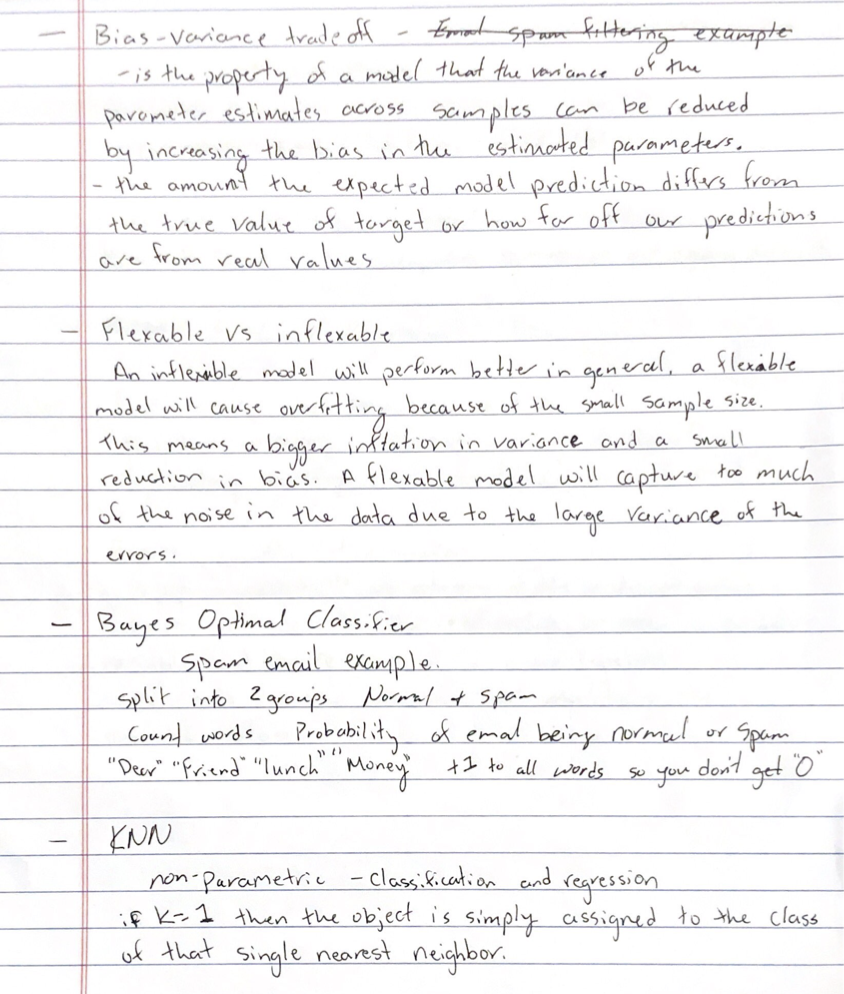 — Bias-variance tradeoff - Emal spam filtering example
- is the property of a model that the variance of the
parameter estimates across samples can be reduced
by increasing the bias in the estimated parameters.
- the amount the expected model prediction differs from
the true value of target or how far off our predictions
are from real values
— Flexable vs inflexable
An inflexible model will perform better in general, a flexable
model will cause overfitting because of the small sample size.
This means a bigger inflation in variance and a small
reduction in bias. A flexable model will capture too much
of the noise in the data due to the large variance of the
errors.
— Bayes Optimal Classifier
Spam email example.
split into 2 groups Normal + spam
Count words Probability of emal being normal or spam
"Dear" "Friend" "lunch" "Money" +1 to all words so you don't get "0"
— KNN
non-parametric - classification and regression
if K=1 then the object is simply assigned to the class
of that single nearest neighbor.